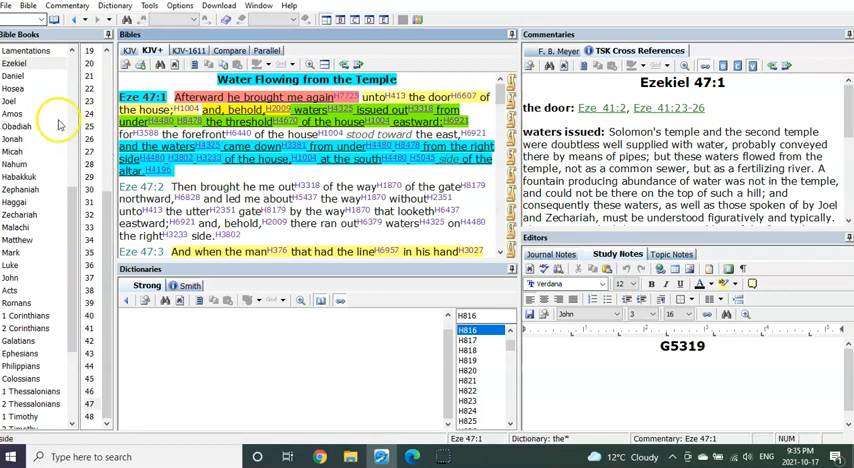 File Bible Commentary Dictionary Tools Options Download Window Help
B C D E
Bible Books
Lamentations
Ezekiel
Daniel
Hosea
Joel
Amos
Obadiah
Jonah
Micah
Nahum
Habakkuk
Zephaniah
Haggai
Zechariah
Malachi
Matthew
Mark
Luke
John
Acts
Romans
1 Corinthians
2 Corinthians
Galatians
Ephesians
Philippians
Colossians
1 Thessalonians
2 Thessalonians
1 Timothy
side
19
20
21
22
23
24
25
26
27
28
29
30
31
32
33
34
35
36
37
38
39
40
41
42
43
44
45
46
47
48
Bibles
KJV KJV+ KJV-1611 Compare Parallel
Water Flowing from the Temple
Eze 47:1 Afterward he brought me again H7725 unto H413 the door H6607 of
the house; H1004 and, behold, H2009 waters H4325 issued out H3318 from
under H4480 H8478 the threshold H4670 of the house H1004 eastward: H6921
for H3588 the forefront H6440 of the house H1004 stood toward the east, H6921
and the waters H4325 came down H3381 from under H4480 H8478 from the right
side H4480 H3802 H3233 of the house, H1004 at the south H4480 H5045 side of the
altar. H4196
Eze 47:2 Then brought he me out H3318 of the way H1870 of the gate H8179
northward, H6828 and led me about H5437 the way H1870 without H2351
unto the utter H2351 gate H8179 by the way H1870 that looketh H6437
eastward; H6921 and, behold, H2009 there ran out H6379 waters H4325 on H4480
the right side. H3802
Eze 47:3 And when the man H376 that had the line H6957 in his hand H3027
Dictionaries
Strong Smith
H816
H816
H817
H818
H819
H820
H821
H822
H823
H824
H825
Commentaries
F. B. Meyer TSK Cross References
Ezekiel 47:1
the door: Eze 41:2, Eze 41:23-26
waters issued: Solomon's temple and the second temple
were doubtless well supplied with water, probably conveyed
there by means of pipes; but these waters flowed from the
temple, not as a common sewer, but as a fertilizing river. A
fountain producing abundance of water was not in the temple,
and could not be there on the top of such a hill; and
consequently these waters, as well as those spoken of by Joel
and Zechariah, must be understood figuratively and typically.
Editors
Journal Notes Study Notes Topic Notes
Verdana 12 B I U A
John 3 16
1 2 3 4 5
G5319
Eze 47:1 Dictionary: the* Commentary: Eze 47:1 NUM
Type here to search
12°C Cloudy ENG 9:35 PM
2021-10-17